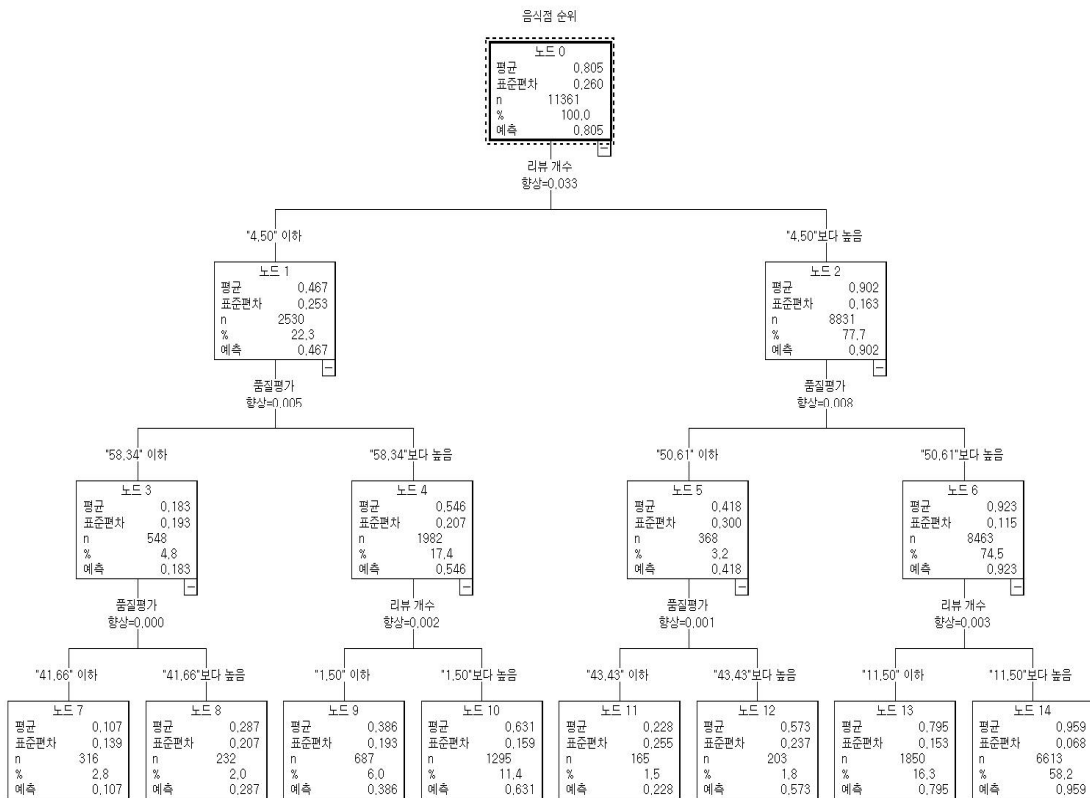 음식점 순위
노드 0
평균 0,805
표준편차 0,260
n 11361
% 100,0
예측 0,805
리뷰 개수
향상=0,033
"4,50" 이하
"4,50"보다 높음
노드 1
평균 0,467
표준편차 0,253
n 2530
% 22,3
예측 0,467
노드 2
평균 0,902
표준편차 0,163
n 8831
% 77,7
예측 0,902
품질평가
향상=0,005
품질평가
향상=0,008
"58,34" 이하
"58,34"보다 높음
"50,61" 이하
"50,61"보다 높음
노드 3
평균 0,183
표준편차 0,193
n 548
% 4,8
예측 0,183
노드 4
평균 0,546
표준편차 0,207
n 1982
% 17,4
예측 0,546
노드 5
평균 0,418
표준편차 0,300
n 368
% 3,2
예측 0,418
노드 6
평균 0,923
표준편차 0,115
n 8463
% 74,5
예측 0,923
품질평가
향상=0,000
리뷰 개수
향상=0,002
품질평가
향상=0,001
리뷰 개수
향상=0,003
"41,66" 이하
"41,66"보다 높음
"1,50" 이하
"1,50"보다 높음
"43,43" 이하
"43,43"보다 높음
"11,50" 이하
"11,50"보다 높음
노드 7
평균 0,107
표준편차 0,139
n 316
% 2,8
예측 0,107
노드 8
평균 0,287
표준편차 0,207
n 232
% 2,0
예측 0,287
노드 9
평균 0,386
표준편차 0,193
n 687
% 6,0
예측 0,386
노드 10
평균 0,631
표준편차 0,159
n 1295
% 11,4
예측 0,631
노드 11
평균 0,228
표준편차 0,255
n 165
% 1,5
예측 0,228
노드 12
평균 0,573
표준편차 0,237
n 203
% 1,8
예측 0,573
노드 13
평균 0,795
표준편차 0,153
n 1850
% 16,3
예측 0,795
노드 14
평균 0,959
표준편차 0,068
n 6613
% 58,2
예측 0,959